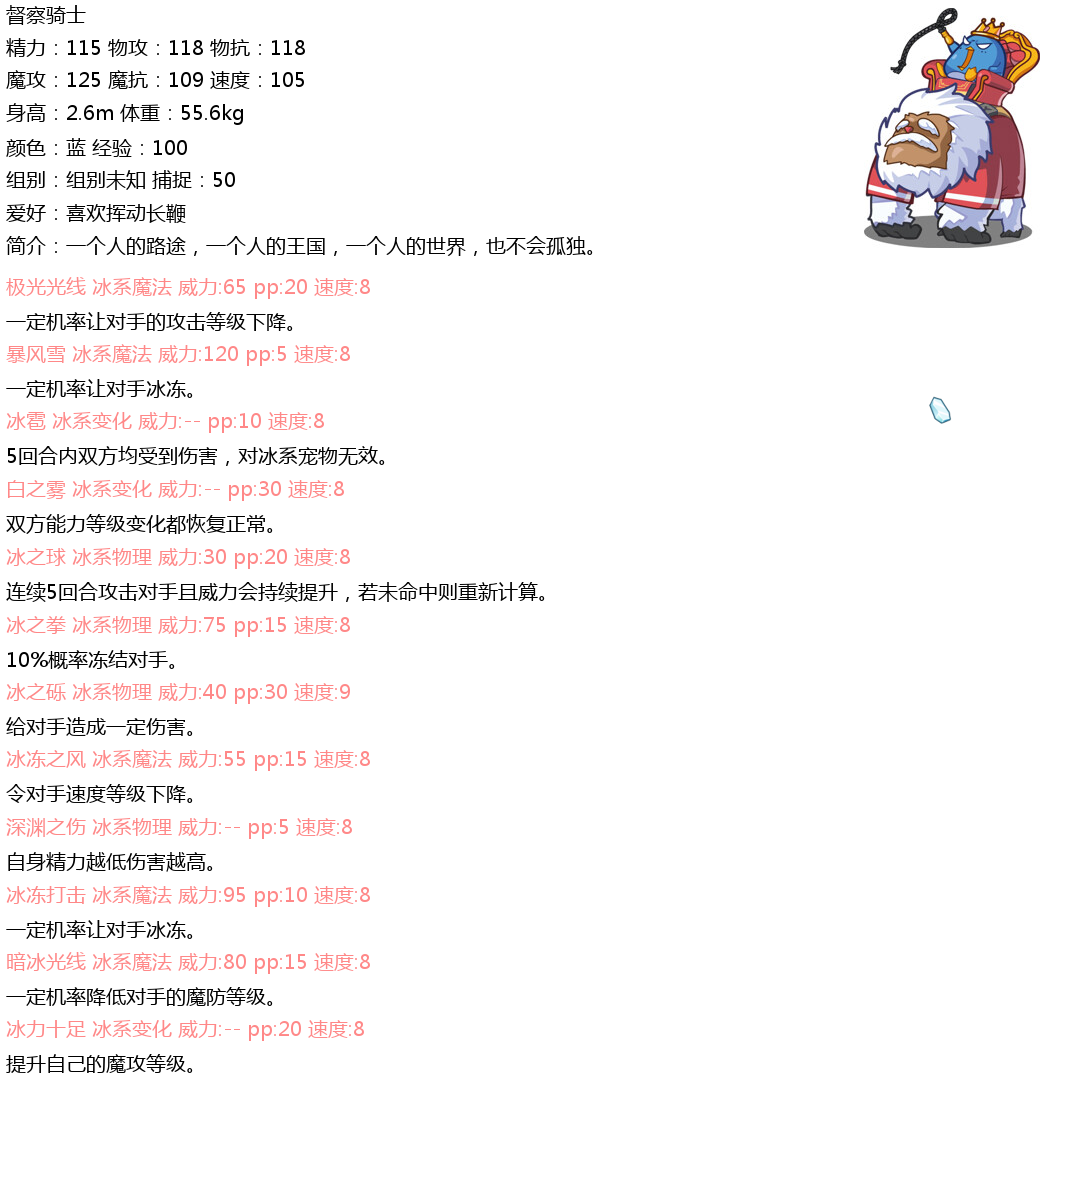 督察骑士
精力：115 物攻：118 物抗：118
魔攻：125 魔抗：109 速度：105
身高：2.6m 体重：55.6kg
颜色：蓝 经验：100
组别：组别未知 捕捉：50
爱好：喜欢挥动长鞭
简介：一个人的路途，一个人的王国，一个人的世界，也不会孤独。
极光光线 冰系魔法 威力:65 pp:20 速度:8
一定机率让对手的攻击等级下降。
暴风雪 冰系魔法 威力:120 pp:5 速度:8
一定机率让对手冰冻。
冰雹 冰系变化 威力:-- pp:10 速度:8
5回合内双方均受到伤害，对冰系宠物无效。
白之雾 冰系变化 威力:-- pp:30 速度:8
双方能力等级变化都恢复正常。
冰之球 冰系物理 威力:30 pp:20 速度:8
连续5回合攻击对手且威力会持续提升，若未命中则重新计算。
冰之拳 冰系物理 威力:75 pp:15 速度:8
10%概率冻结对手。
冰之砾 冰系物理 威力:40 pp:30 速度:9
给对手造成一定伤害。
冰冻之风 冰系魔法 威力:55 pp:15 速度:8
令对手速度等级下降。
深渊之伤 冰系物理 威力:-- pp:5 速度:8
自身精力越低伤害越高。
冰冻打击 冰系魔法 威力:95 pp:10 速度:8
一定机率让对手冰冻。
暗冰光线 冰系魔法 威力:80 pp:15 速度:8
一定机率降低对手的魔防等级。
冰力十足 冰系变化 威力:-- pp:20 速度:8
提升自己的魔攻等级。